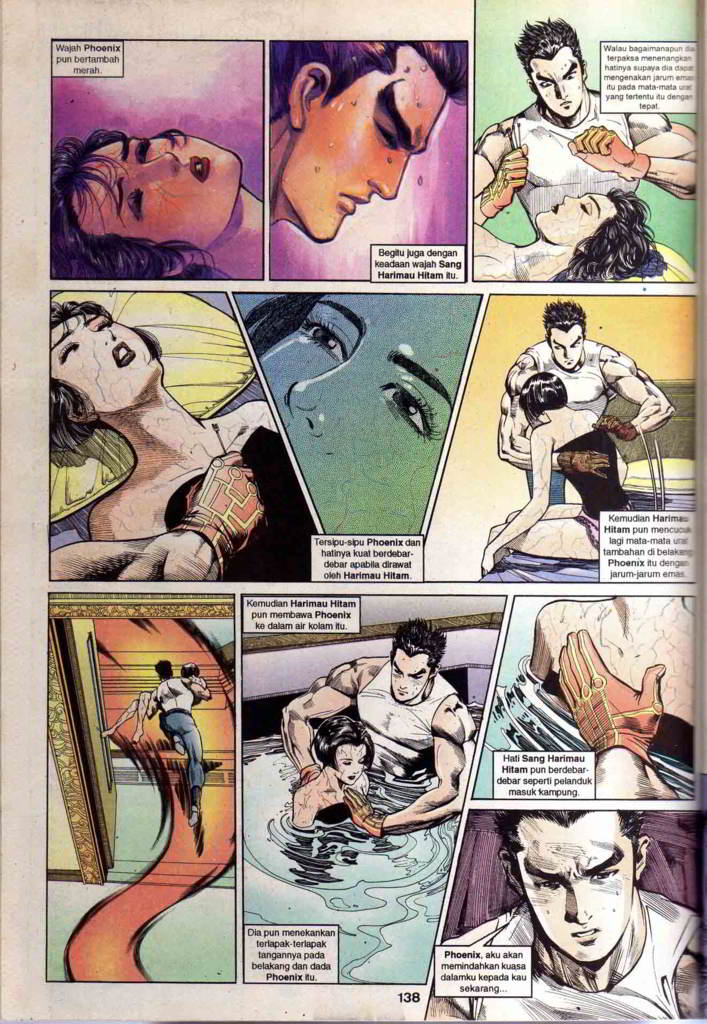 Wajah Phoenix
pun bertambah
merah.
Begitu juga dengan
keadaan wajah Sang
Harimau Hitam itu.
Walau bagaimanapun dia
terpaksa menenangkan
hatinya supaya dia dapat
mengenakan jarum emas
itu pada mata-mata urat
yang tertentu itu dengan
tepat.
Tersipu-sipu Phoenix dan
hatinya kuat berdebar-
debar apabila dirawat
oleh Harimau Hitam.
Kemudian Harimau
Hitam pun mencucuk
lagi mata-mata urat
tambahan di belakang
Phoenix itu dengan
jarum-jarum emas.
Kemudian Harimau Hitam
pun membawa Phoenix
ke dalam air kolam itu.
Dia pun menekankan
terlapak-terlapak
tangannya pada
belakang dan dada
Phoenix itu.
Hati Sang Harimau
Hitam pun berdebar-
debar seperti pelanduk
masuk kampung.
Phoenix, aku akan
memindahkan kuasa
dalamku kepada kau
sekarang...
138